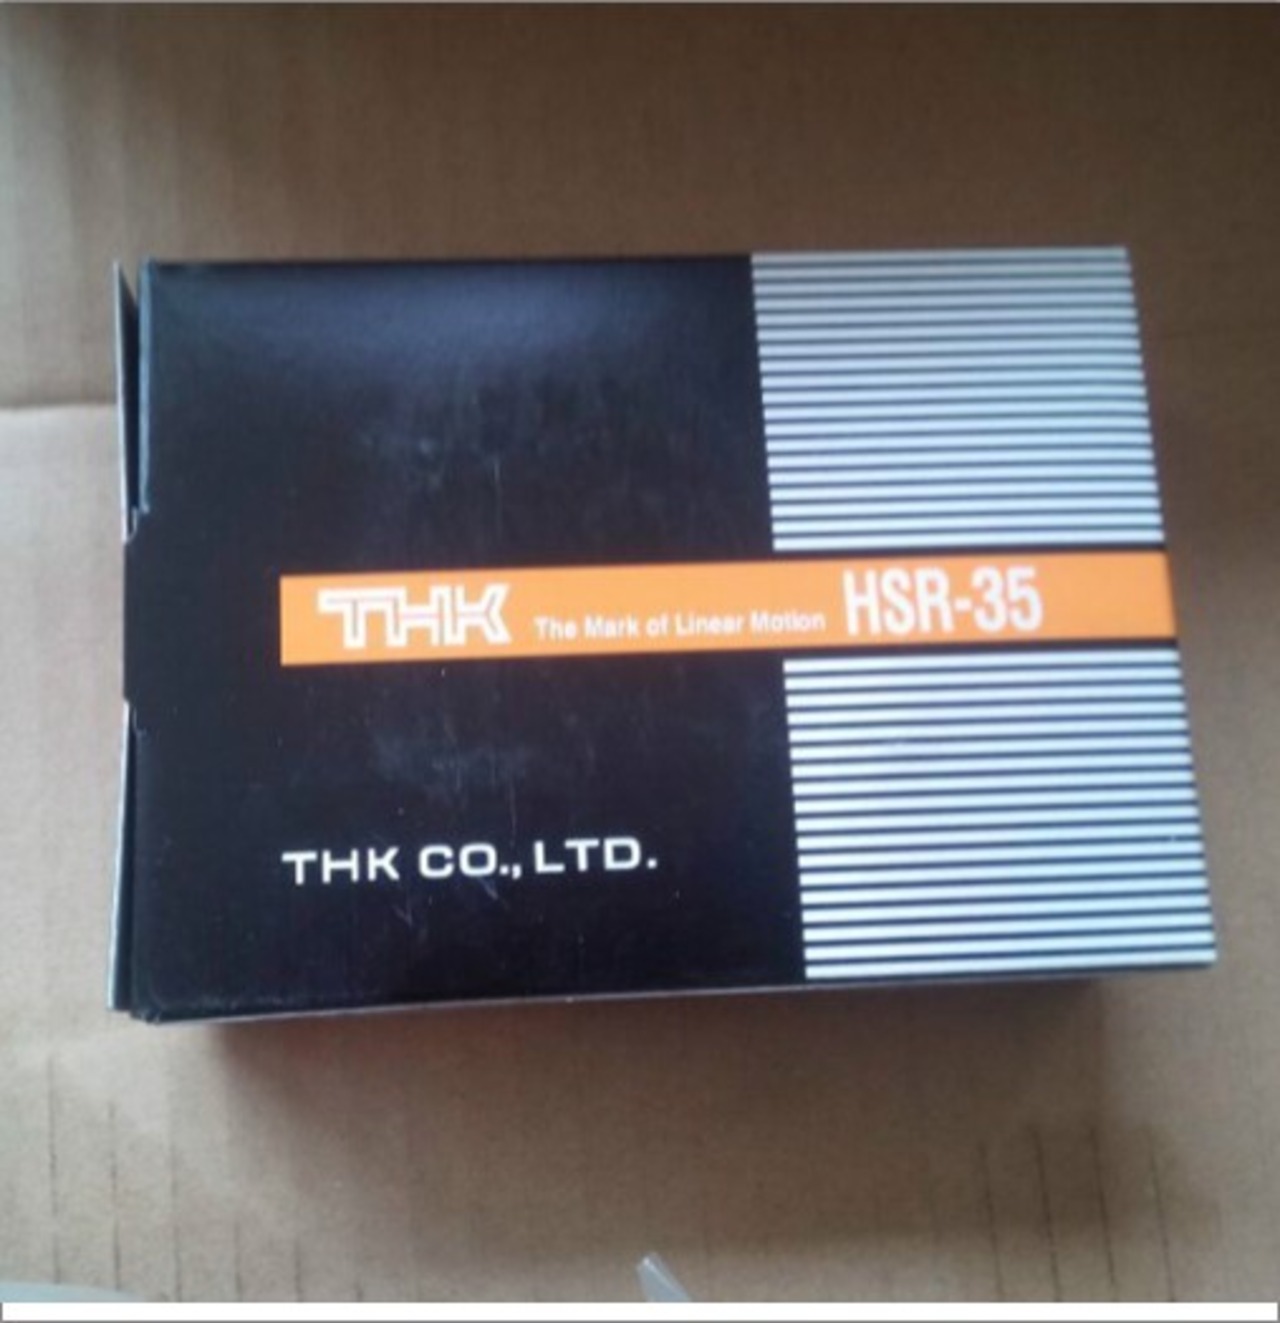 THK The Mark of Linear Motion HSR-35
THK CO., LTD.